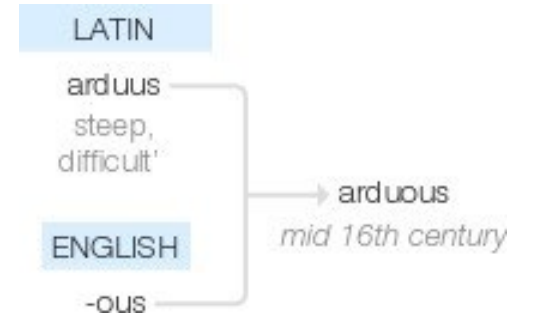 LATIN
arduus
steep,
difficult'
ENGLISH
-ous
arduous
mid 16th century